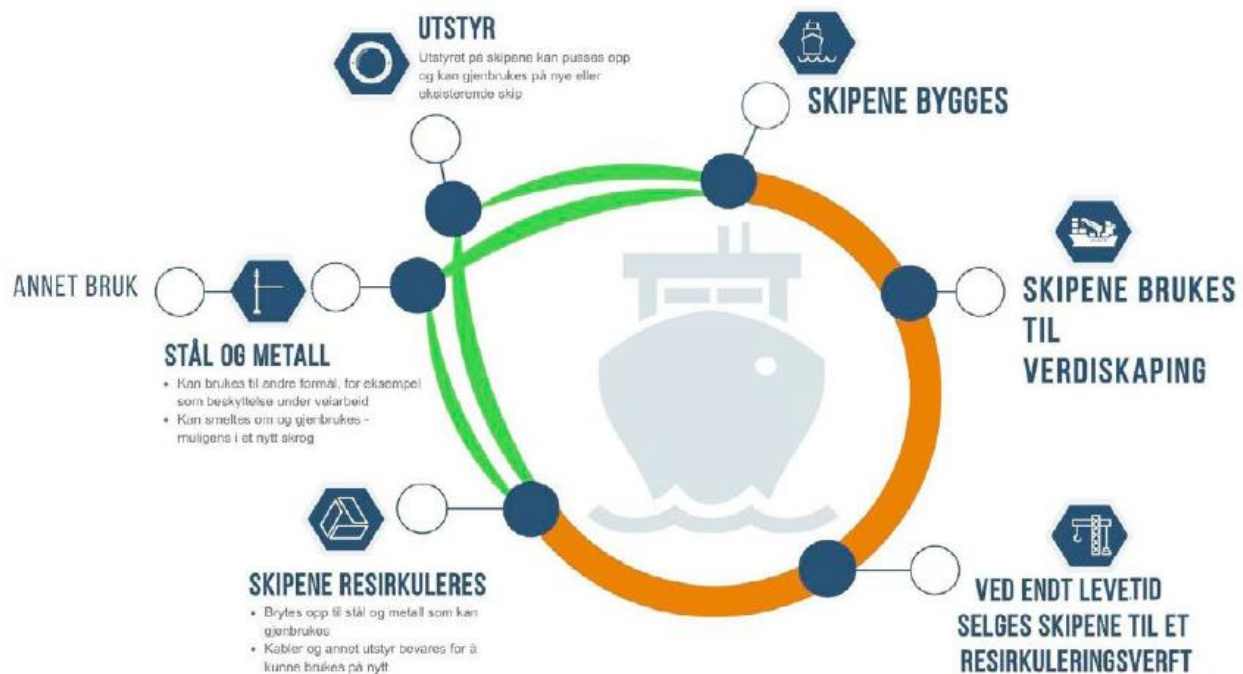 UTSTYR
Utstyret på skipene kan pusses opp
og kan gjenbrukes på nye eller
eksisterende skip
SKIPENE BYGGES
SKIPENE BRUKES
TIL
VERDISKAPING
ANNET BRUK
STÅL OG METALL
• Kan brukes til andre formål, for eksempel
som beskyttelse under veiarbeid
• Kan smeltes om og gjenbrukes -
muligens i et nytt skrog
SKIPENE RESIRKULERES
• Brytes opp til stål og metall som kan
gjenbrukes
• Kabler og annet utstyr bevares for å
kunne brukes på nytt
VED ENDT LEVETID
SELGES SKIPENE TIL ET
RESIRKULERINGSVERFT